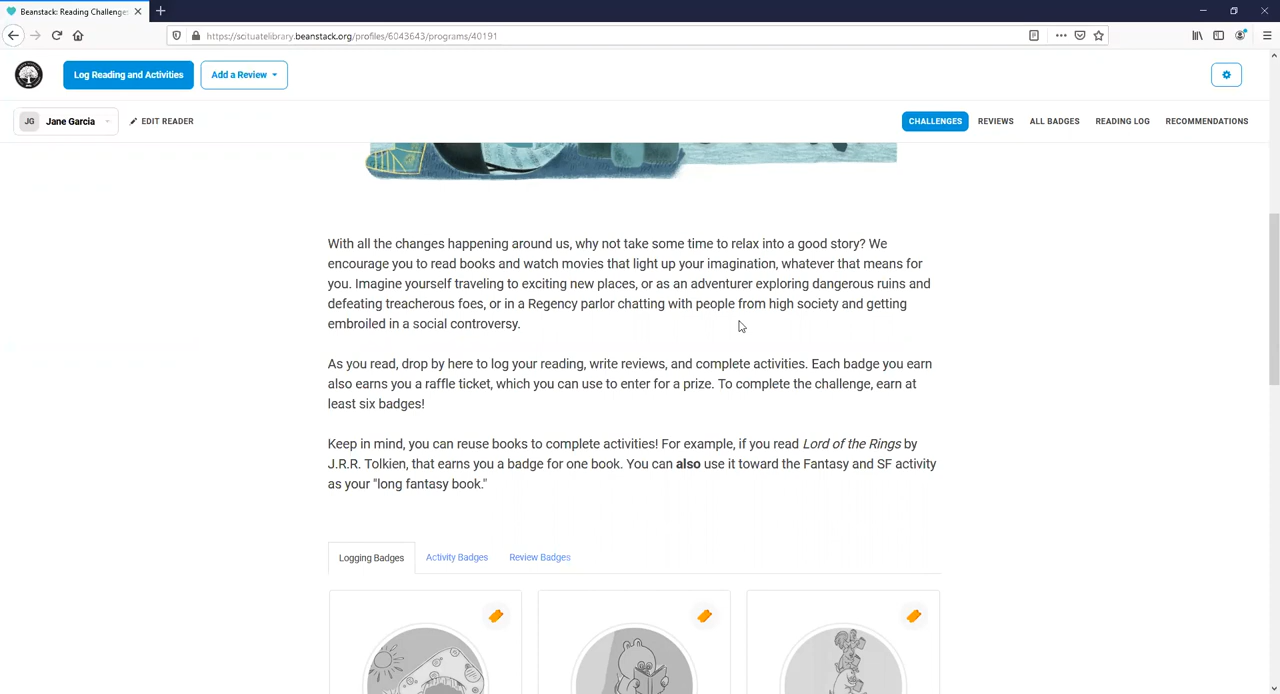 Beanstack: Reading Challenges
https://scituatelibrary.beanstack.org/profiles/6043643/programs/40191
Log Reading and Activities
Add a Review
JG Jane Garcia
EDIT READER
CHALLENGES
REVIEWS
ALL BADGES
READING LOG
RECOMMENDATIONS
With all the changes happening around us, why not take some time to relax into a good story? We
encourage you to read books and watch movies that light up your imagination, whatever that means for
you. Imagine yourself traveling to exciting new places, or as an adventurer exploring dangerous ruins and
defeating treacherous foes, or in a Regency parlor chatting with people from high society and getting
embroiled in a social controversy.
As you read, drop by here to log your reading, write reviews, and complete activities. Each badge you earn
also earns you a raffle ticket, which you can use to enter for a prize. To complete the challenge, earn at
least six badges!
Keep in mind, you can reuse books to complete activities! For example, if you read Lord of the Rings by
J.R.R. Tolkien, that earns you a badge for one book. You can also use it toward the Fantasy and SF activity
as your "long fantasy book."
Logging Badges
Activity Badges
Review Badges